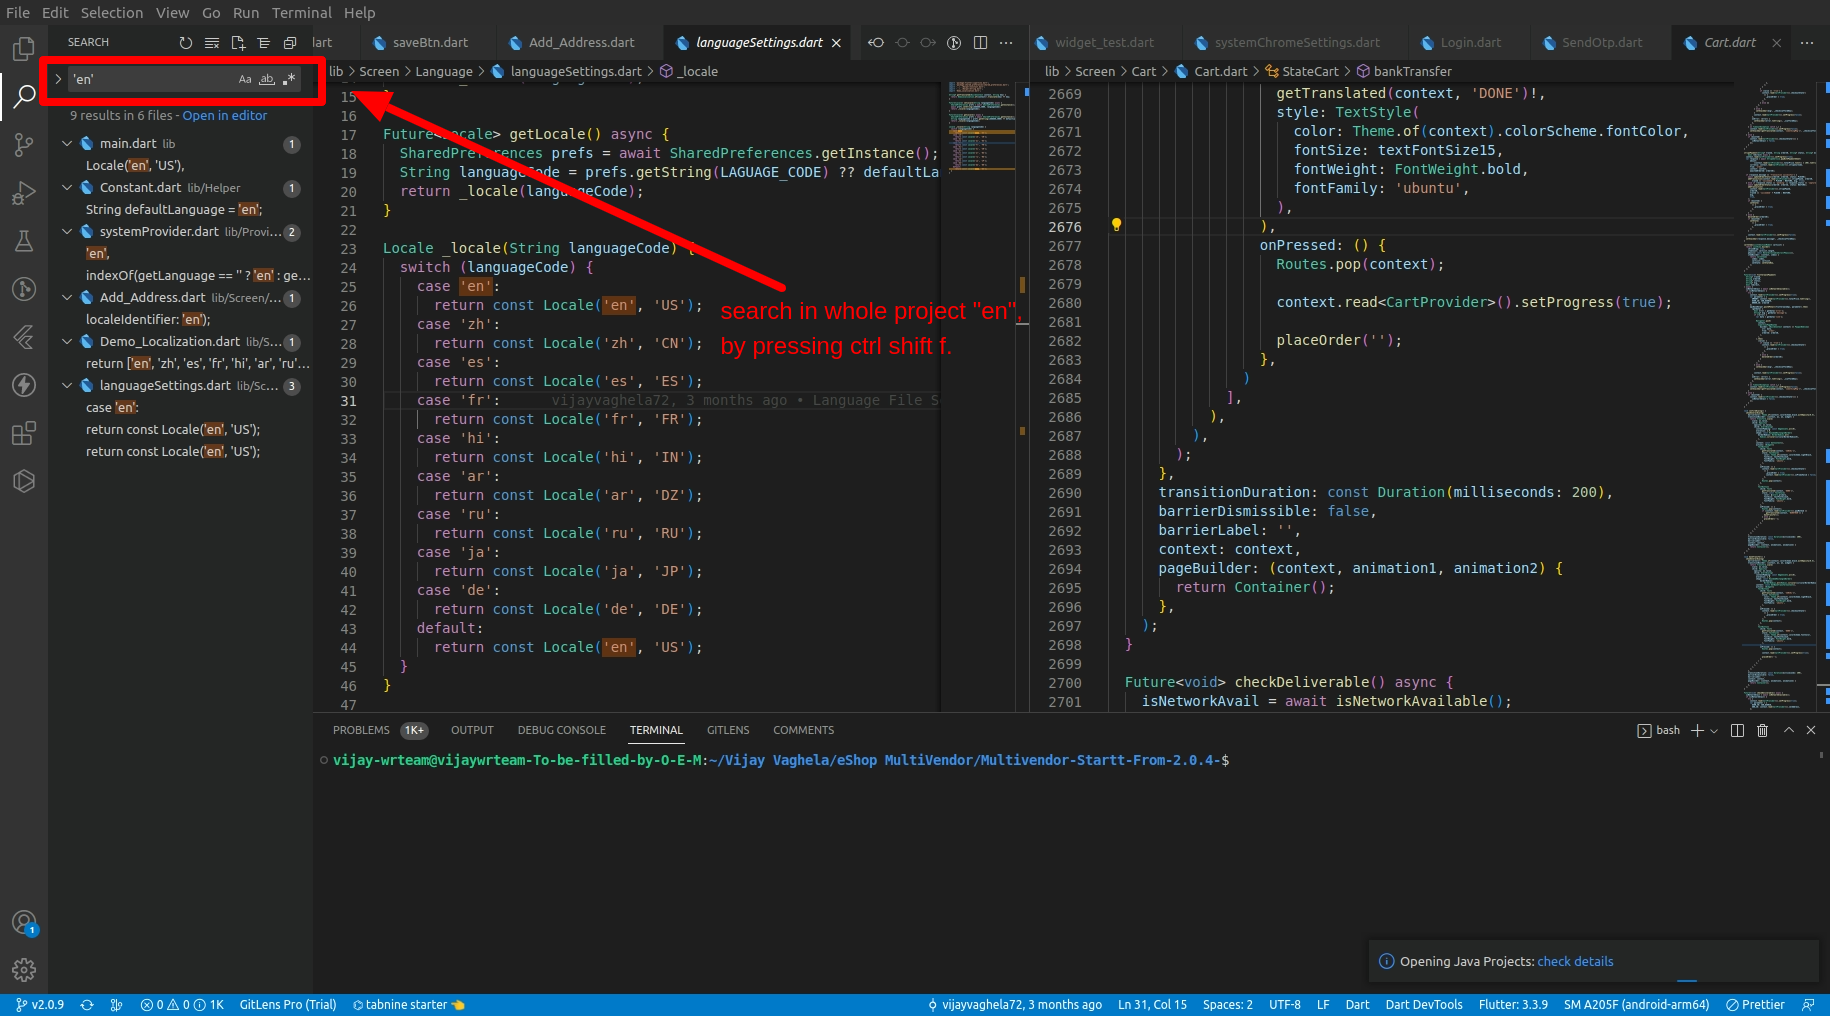 File Edit Selection View Go Run Terminal Help
SEARCH
'en'
Aa ab .*
9 results in 6 files - Open in editor
main.dart lib 1
Locale('en', 'US'),
Constant.dart lib/Helper 1
String defaultLanguage = 'en';
systemProvider.dart lib/Provi... 2
'en',
indexOf(getLanguage == '' ? 'en' : ge...
Add_Address.dart lib/Screen/... 1
localeIdentifier: 'en');
Demo_Localization.dart lib/S... 1
return ['en', 'zh', 'es', 'fr', 'hi', 'ar', 'ru'...
languageSettings.dart lib/Sc... 3
case 'en':
return const Locale('en', 'US');
return const Locale('en', 'US');
lart saveBtn.dart Add_Address.dart languageSettings.dart
lib > Screen > Language > languageSettings.dart > _locale
15
16
17 Future<Locale> getLocale() async {
18 SharedPreferences prefs = await SharedPreferences.getInstance();
19 String languageCode = prefs.getString(LAGUAGE_CODE) ?? defaultLa
20 return _locale(languageCode);
21 }
22
23 Locale _locale(String languageCode) {
24 switch (languageCode) {
25 case 'en':
26 return const Locale('en', 'US');
27 case 'zh':
28 return const Locale('zh', 'CN');
29 case 'es':
30 return const Locale('es', 'ES');
31 case 'fr': vijayvaghela72, 3 months ago • Language File S
32 return const Locale('fr', 'FR');
33 case 'hi':
34 return const Locale('hi', 'IN');
35 case 'ar':
36 return const Locale('ar', 'DZ');
37 case 'ru':
38 return const Locale('ru', 'RU');
39 case 'ja':
40 return const Locale('ja', 'JP');
41 case 'de':
42 return const Locale('de', 'DE');
43 default:
44 return const Locale('en', 'US');
45 }
46 }
47
search in whole project "en",
by pressing ctrl shift f.
widget_test.dart systemChromeSettings.dart Login.dart SendOtp.dart Cart.dart
lib > Screen > Cart > Cart.dart > StateCart > bankTransfer
2669 getTranslated(context, 'DONE')!,
2670 style: TextStyle(
2671 color: Theme.of(context).colorScheme.fontColor,
2672 fontSize: textFontSize15,
2673 fontWeight: FontWeight.bold,
2674 fontFamily: 'ubuntu',
2675 ),
2676 ),
2677 onPressed: () {
2678 Routes.pop(context);
2679
2680 context.read<CartProvider>().setProgress(true);
2681
2682 placeOrder('');
2683 },
2684 )
2685 ],
2686 ),
2687 ),
2688 );
2689 },
2690 transitionDuration: const Duration(milliseconds: 200),
2691 barrierDismissible: false,
2692 barrierLabel: '',
2693 context: context,
2694 pageBuilder: (context, animation1, animation2) {
2695 return Container();
2696 },
2697 );
2698 }
2699
2700 Future<void> checkDeliverable() async {
2701 isNetworkAvail = await isNetworkAvailable();
PROBLEMS 1K+ OUTPUT DEBUG CONSOLE TERMINAL GITLENS COMMENTS
bash
vijay-wrteam@vijaywrteam-To-be-filled-by-O-E-M:~/Vijay Vaghela/eShop MultiVendor/Multivendor-Startt-From-2.0.4-$
Opening Java Projects: check details
1
v2.0.9 0 0 1K GitLens Pro (Trial) tabnine starter vijayvaghela72, 3 months ago Ln 31, Col 15 Spaces: 2 UTF-8 LF Dart Dart DevTools Flutter: 3.3.9 SM A205F (android-arm64) Prettier